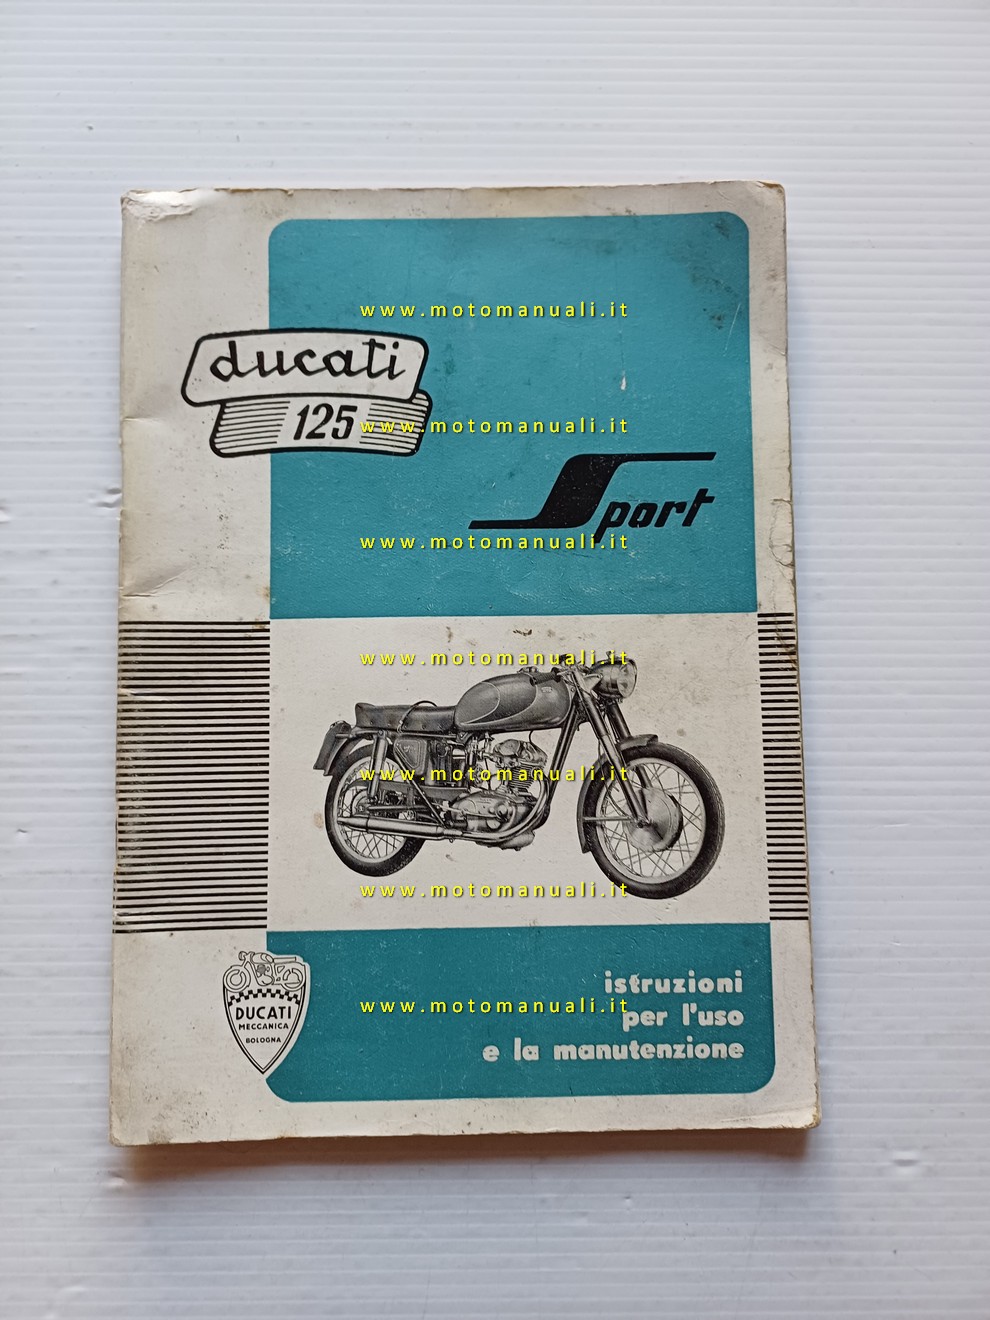 www.motomanuali.it
ducati
125
www.motomanuali.it
Sport
www.motomanuali.it
www.motomanuali.it
www.motomanuali.it
www.motomanuali.it
istruzioni
www.motomanuali.it
per l'uso
e la manutenzione
DUCATI
MECCANICA
BOLOGNA